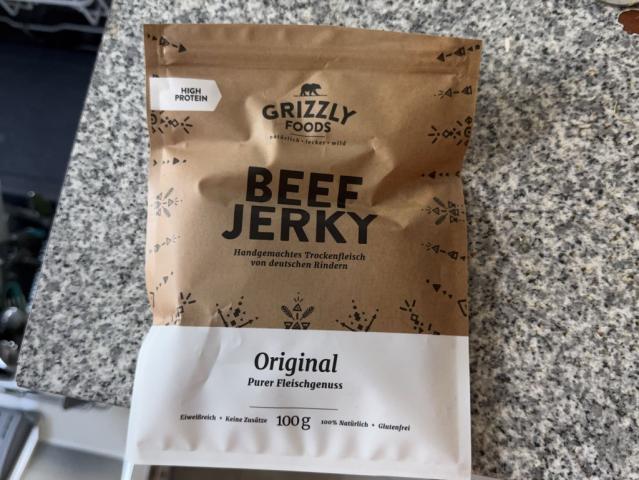 HIGH
PROTEIN
GRIZZLY
FOODS
natürlich • lecker • wild
BEEF
JERKY
Handgemachtes Trockenfleisch
von deutschen Rindern
Original
Purer Fleischgenuss
Eiweißreich • Keine Zusätze 100 g 100% Natürlich • Glutenfrei